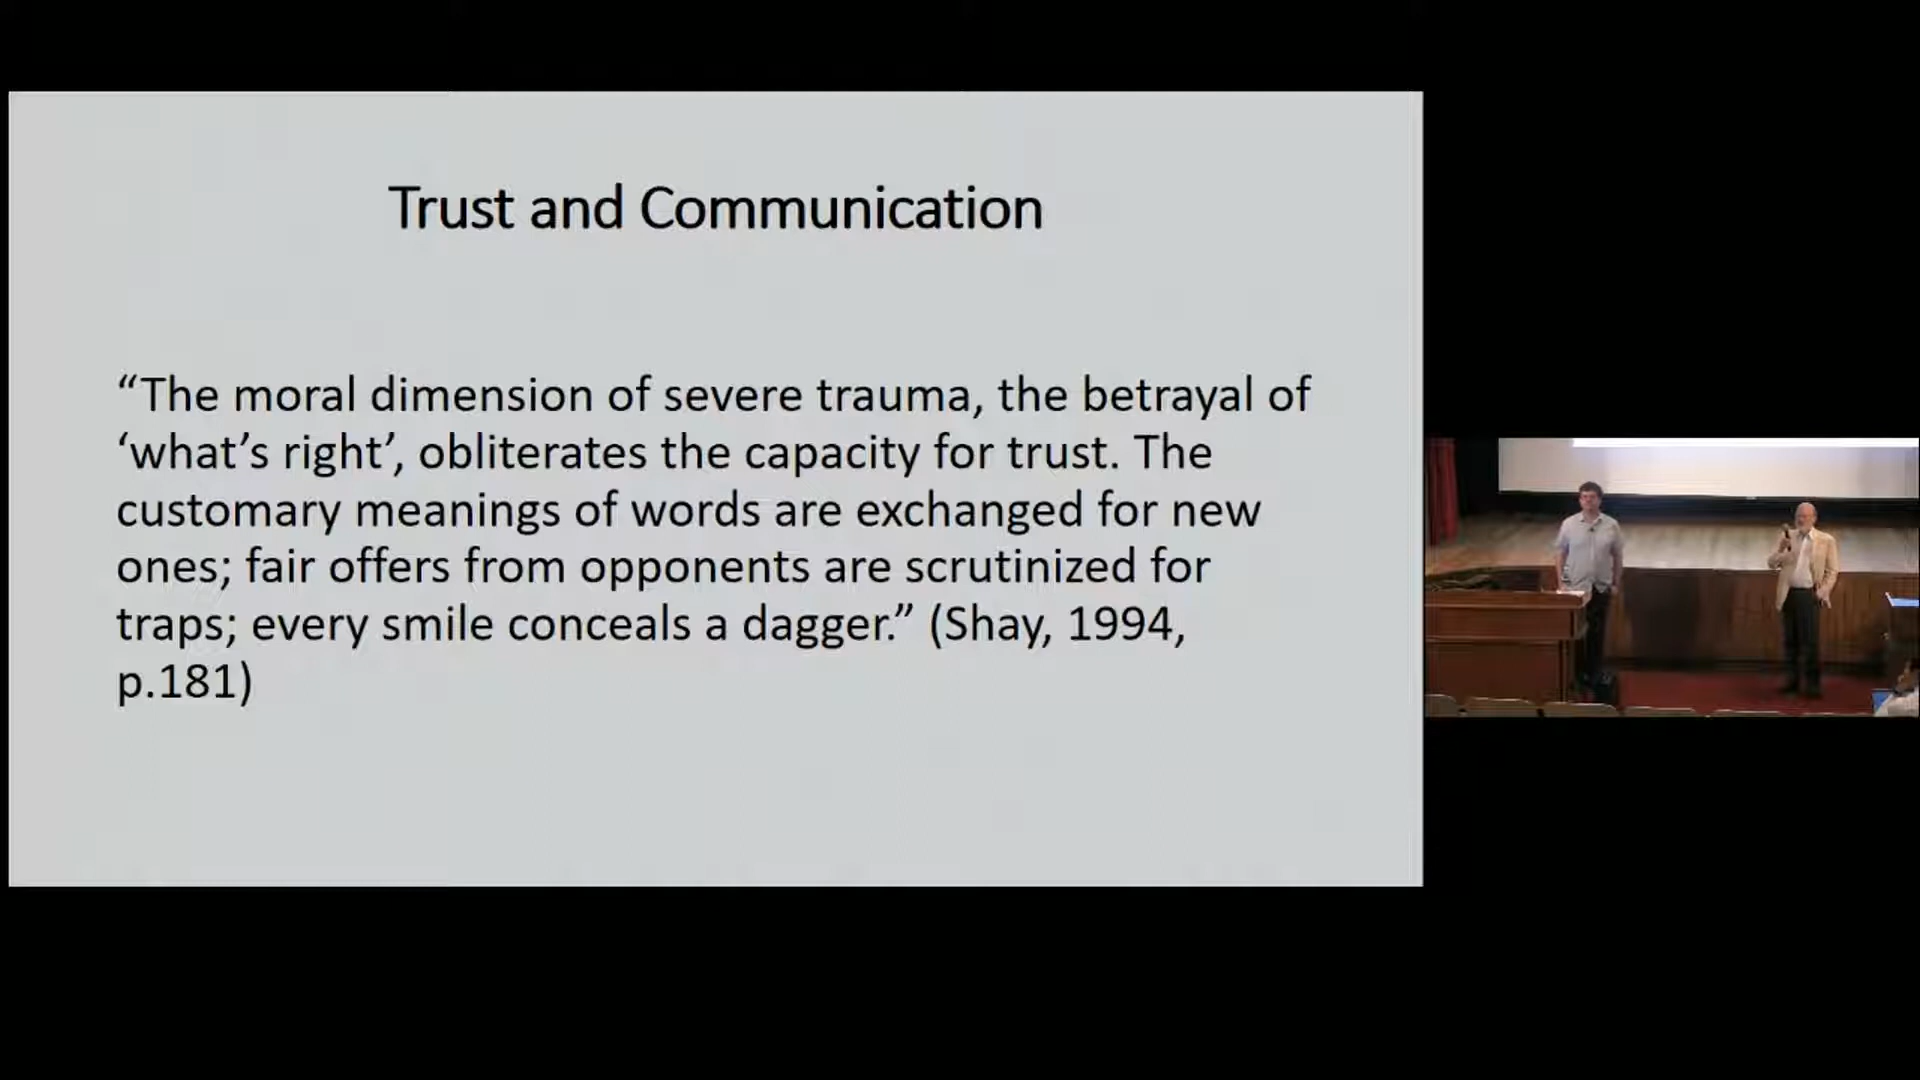 Trust and Communication
“The moral dimension of severe trauma, the betrayal of
‘what’s right’, obliterates the capacity for trust. The
customary meanings of words are exchanged for new
ones; fair offers from opponents are scrutinized for
traps; every smile conceals a dagger.” (Shay, 1994,
p.181)